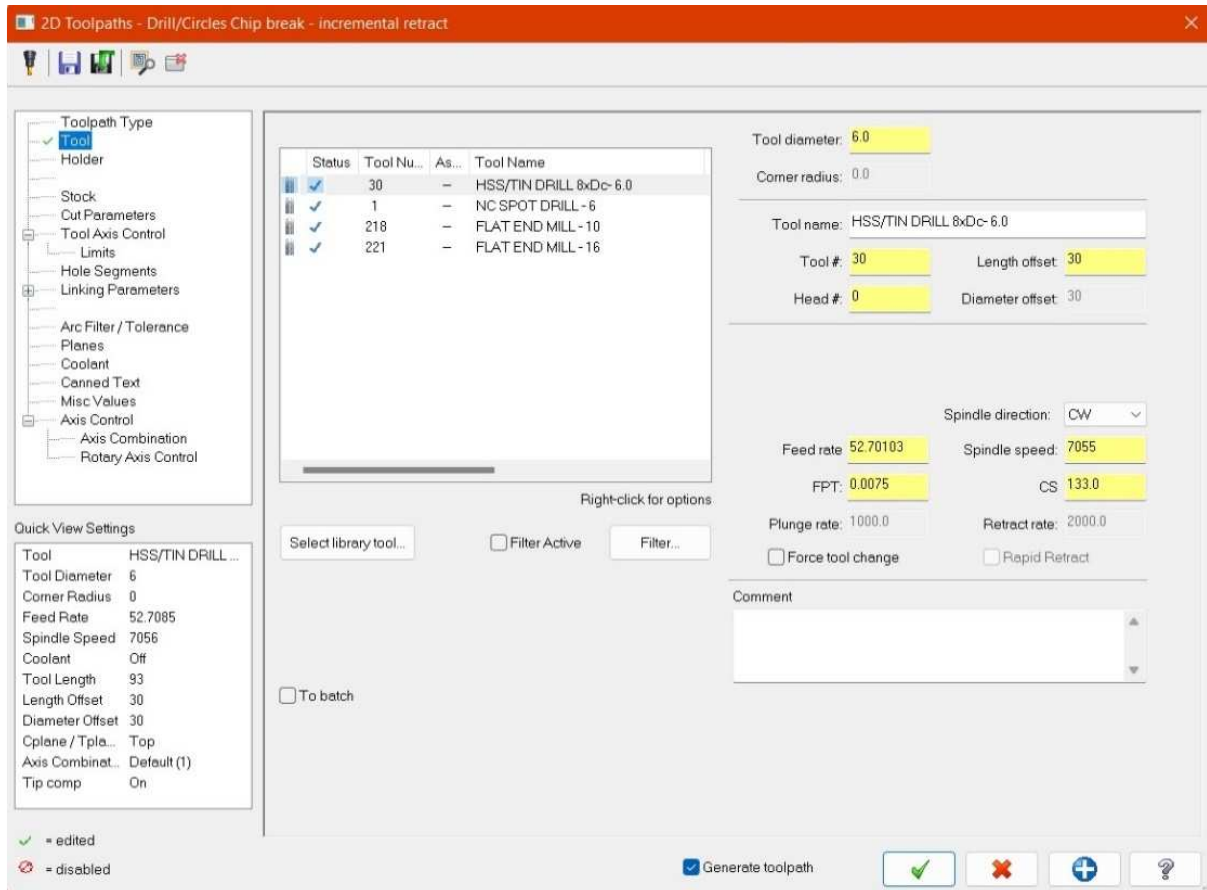 2D Toolpaths - Drill/Circles Chip break - incremental retract
Toolpath Type
Tool
Holder
Stock
Cut Parameters
Tool Axis Control
Limits
Hole Segments
Linking Parameters
Arc Filter / Tolerance
Planes
Coolant
Canned Text
Misc Values
Axis Control
Axis Combination
Rotary Axis Control
Quick View Settings
Tool HSS/TIN DRILL ...
Tool Diameter 6
Corner Radius 0
Feed Rate 52.7085
Spindle Speed 7056
Coolant Off
Tool Length 93
Length Offset 30
Diameter Offset 30
Cplane / Tpla... Top
Axis Combinat... Default (1)
Tip comp On
= edited
= disabled
Status Tool Nu... As... Tool Name
30 – HSS/TIN DRILL 8xDc- 6.0
1 – NC SPOT DRILL - 6
218 – FLAT END MILL - 10
221 – FLAT END MILL - 16
Right-click for options
Select library tool... Filter Active Filter...
To batch
Tool diameter: 6.0
Corner radius: 0.0
Tool name: HSS/TIN DRILL 8xDc- 6.0
Tool #: 30 Length offset: 30
Head #: 0 Diameter offset: 30
Spindle direction: CW
Feed rate 52.70103 Spindle speed: 7055
FPT: 0.0075 CS 133.0
Plunge rate: 1000.0 Retract rate: 2000.0
Force tool change Rapid Retract
Comment
Generate toolpath